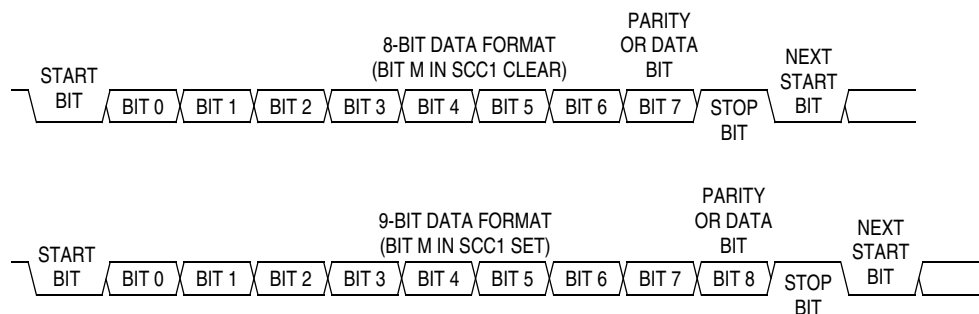 8-BIT DATA FORMAT
(BIT M IN SCC1 CLEAR)
PARITY
OR DATA
BIT
START
BIT
NEXT
START
BIT
BIT 0 BIT 1 BIT 2 BIT 3 BIT 4 BIT 5 BIT 6 BIT 7
STOP
BIT
9-BIT DATA FORMAT
(BIT M IN SCC1 SET)
PARITY
OR DATA
BIT
START
BIT
NEXT
START
BIT
BIT 0 BIT 1 BIT 2 BIT 3 BIT 4 BIT 5 BIT 6 BIT 7 BIT 8
STOP
BIT